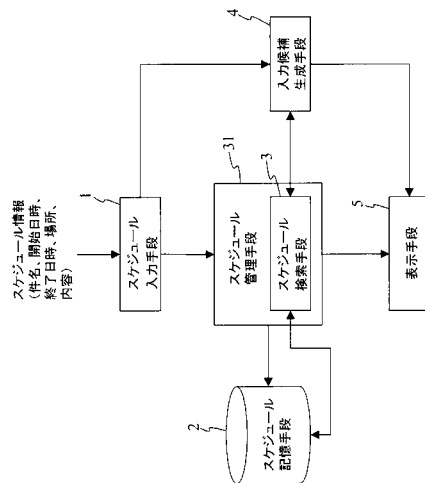 スケジュール情報
(件名、開始日時、
終了日時、場所、
内容)
1
スケジュール
入力手段
31
スケジュール
管理手段
3
スケジュール
検索手段
2
スケジュール
記憶手段
4
入力候補
生成手段
5
表示手段